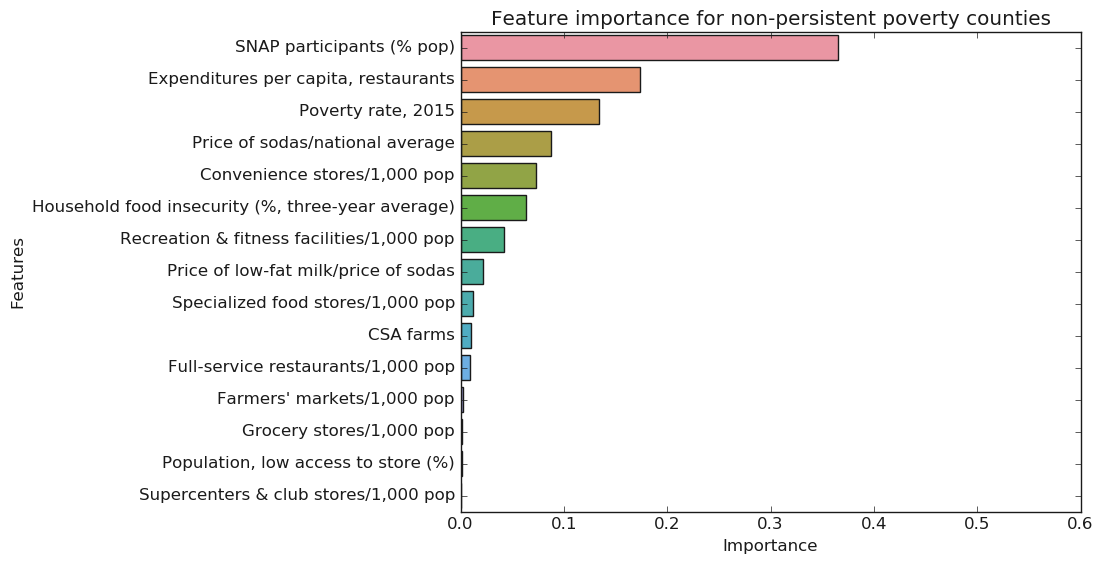 Feature importance for non-persistent poverty counties
SNAP participants (% pop)
Expenditures per capita, restaurants
Poverty rate, 2015
Price of sodas/national average
Convenience stores/1,000 pop
Household food insecurity (%, three-year average)
Recreation & fitness facilities/1,000 pop
Price of low-fat milk/price of sodas
Specialized food stores/1,000 pop
CSA farms
Full-service restaurants/1,000 pop
Farmers' markets/1,000 pop
Grocery stores/1,000 pop
Population, low access to store (%)
Supercenters & club stores/1,000 pop
Features
0.0 0.1 0.2 0.3 0.4 0.5 0.6
Importance